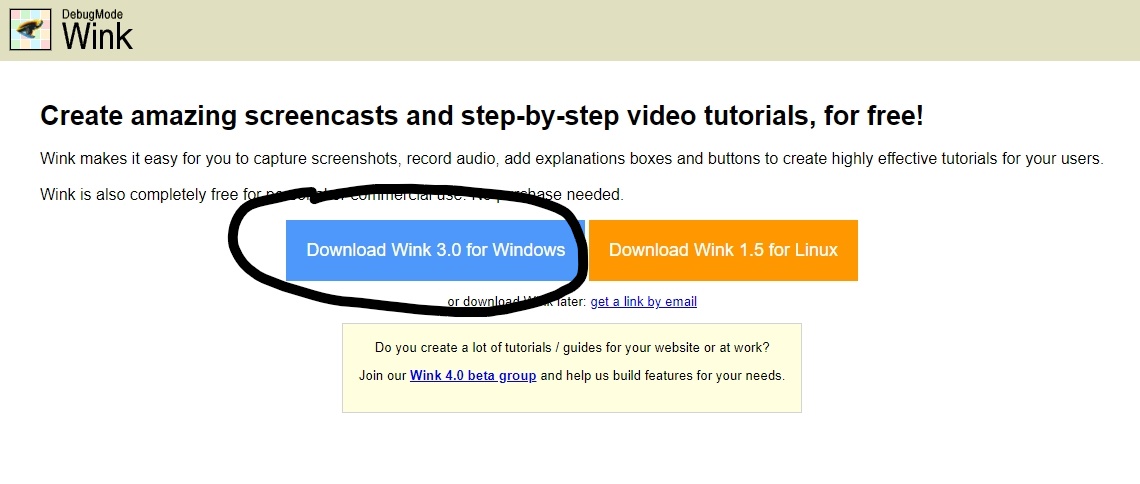 DebugMode
Wink
Create amazing screencasts and step-by-step video tutorials, for free!
Wink makes it easy for you to capture screenshots, record audio, add explanations boxes and buttons to create highly effective tutorials for your users.
Wink is also completely free for personal or commercial use. No purchase needed.
Download Wink 3.0 for Windows
Download Wink 1.5 for Linux
or download Wink later: get a link by email
Do you create a lot of tutorials / guides for your website or at work?
Join our Wink 4.0 beta group and help us build features for your needs.